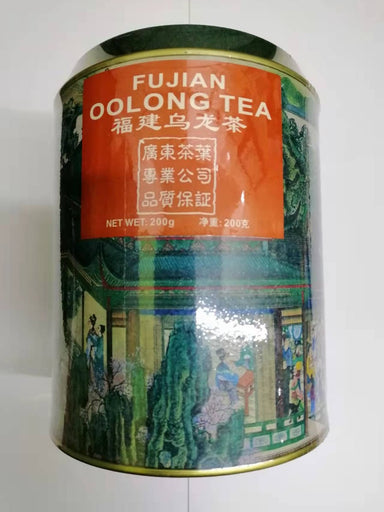 FUJIAN
OOLONG TEA
福建乌龙茶
廣東茶葉
專業公司
品質保証
NET WET. 200g 净重: 200克